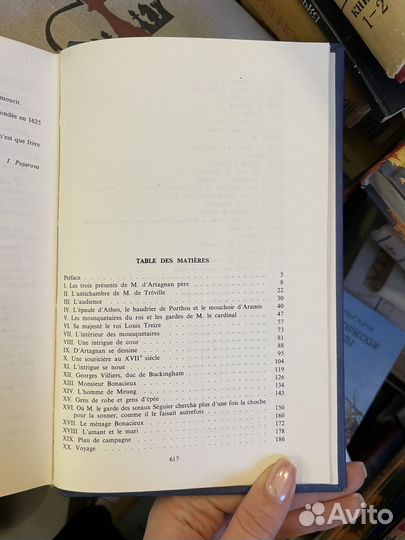 mourir.
ondée en 1625
n'est que frère
I. Pojarova
TABLE DES MATIÈRES
Préface 5
I. Les trois présents de M. d'Artagnan père 8
II. L'antichambre de M. de Tréville 22
III. L'audience 30
IV. L'épaule d'Athos, le baudrier de Porthos et le mouchoir d'Aramis 40
V. Les mousquetaires du roi et les gardes de M. le cardinal 47
VI. Sa majesté le roi Louis Treize 57
VII. L'intérieur des mousquetaires 73
VIII. Une intrigue de cour 81
IX. D'Artagnan se dessine 88
X. Une souricière au XVIIe siècle 95
XI. L'intrigue se noue 104
XII. Georges Villiers, duc de Buckingham 119
XIII. Monsieur Bonacieux 126
XIV. L'homme de Meung 134
XV. Gens de robe et gens d'épée 143
XVI. Où M. le garde des sceaux Séguier chercha plus d'une fois la cloche
pour la sonner, comme il le faisait autrefois 150
XVII. Le ménage Bonacieux 160
XVIII. L'amant et le mari 172
XIX. Plan de campagne 178
XX. Voyage 186
617
КНИ
1-2
Avito